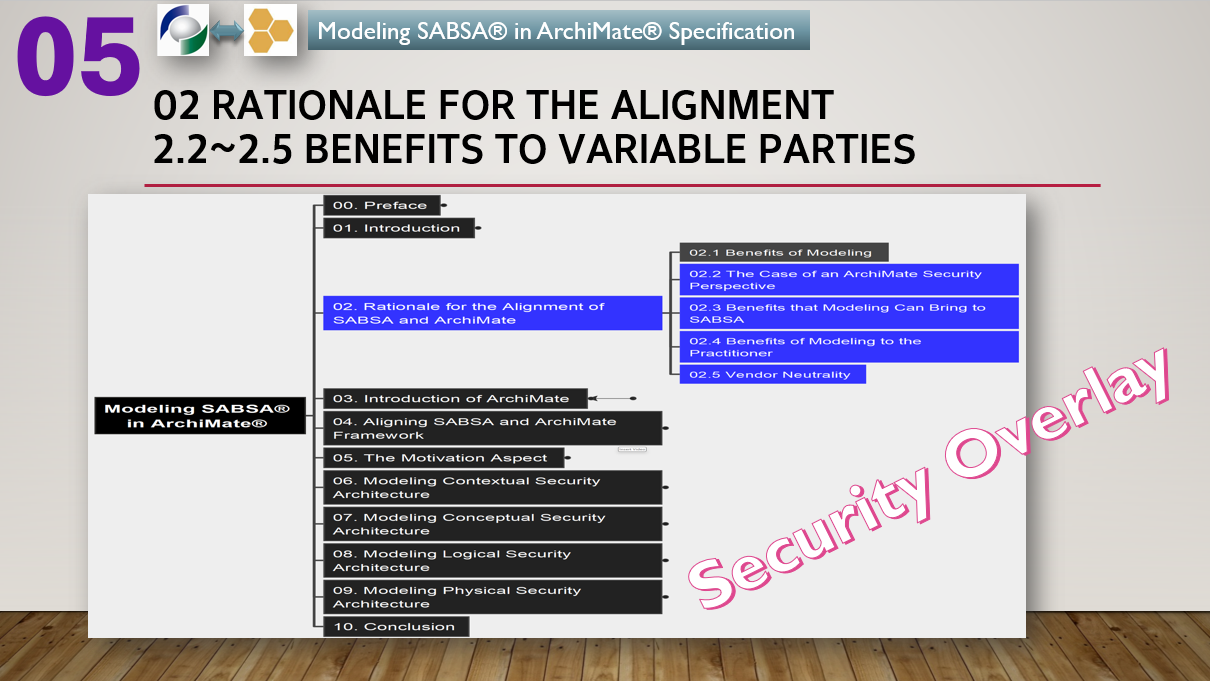 05
Modeling SABSA® in ArchiMate® Specification
02 RATIONALE FOR THE ALIGNMENT
2.2~2.5 BENEFITS TO VARIABLE PARTIES
00. Preface
01. Introduction
02.1 Benefits of Modeling
02.2 The Case of an ArchiMate Security
Perspective
02. Rationale for the Alignment of
SABSA and ArchiMate
02.3 Benefits that Modeling Can Bring to
SABSA
02.4 Benefits of Modeling to the
Practitioner
02.5 Vendor Neutrality
Modeling SABSA®
in ArchiMate®
03. Introduction of ArchiMate
04. Aligning SABSA and ArchiMate
Framework
05. The Motivation Aspect
06. Modeling Contextual Security
Architecture
07. Modeling Conceptual Security
Architecture
08. Modeling Logical Security
Architecture
09. Modeling Physical Security
Architecture
10. Conclusion
Security Overlay